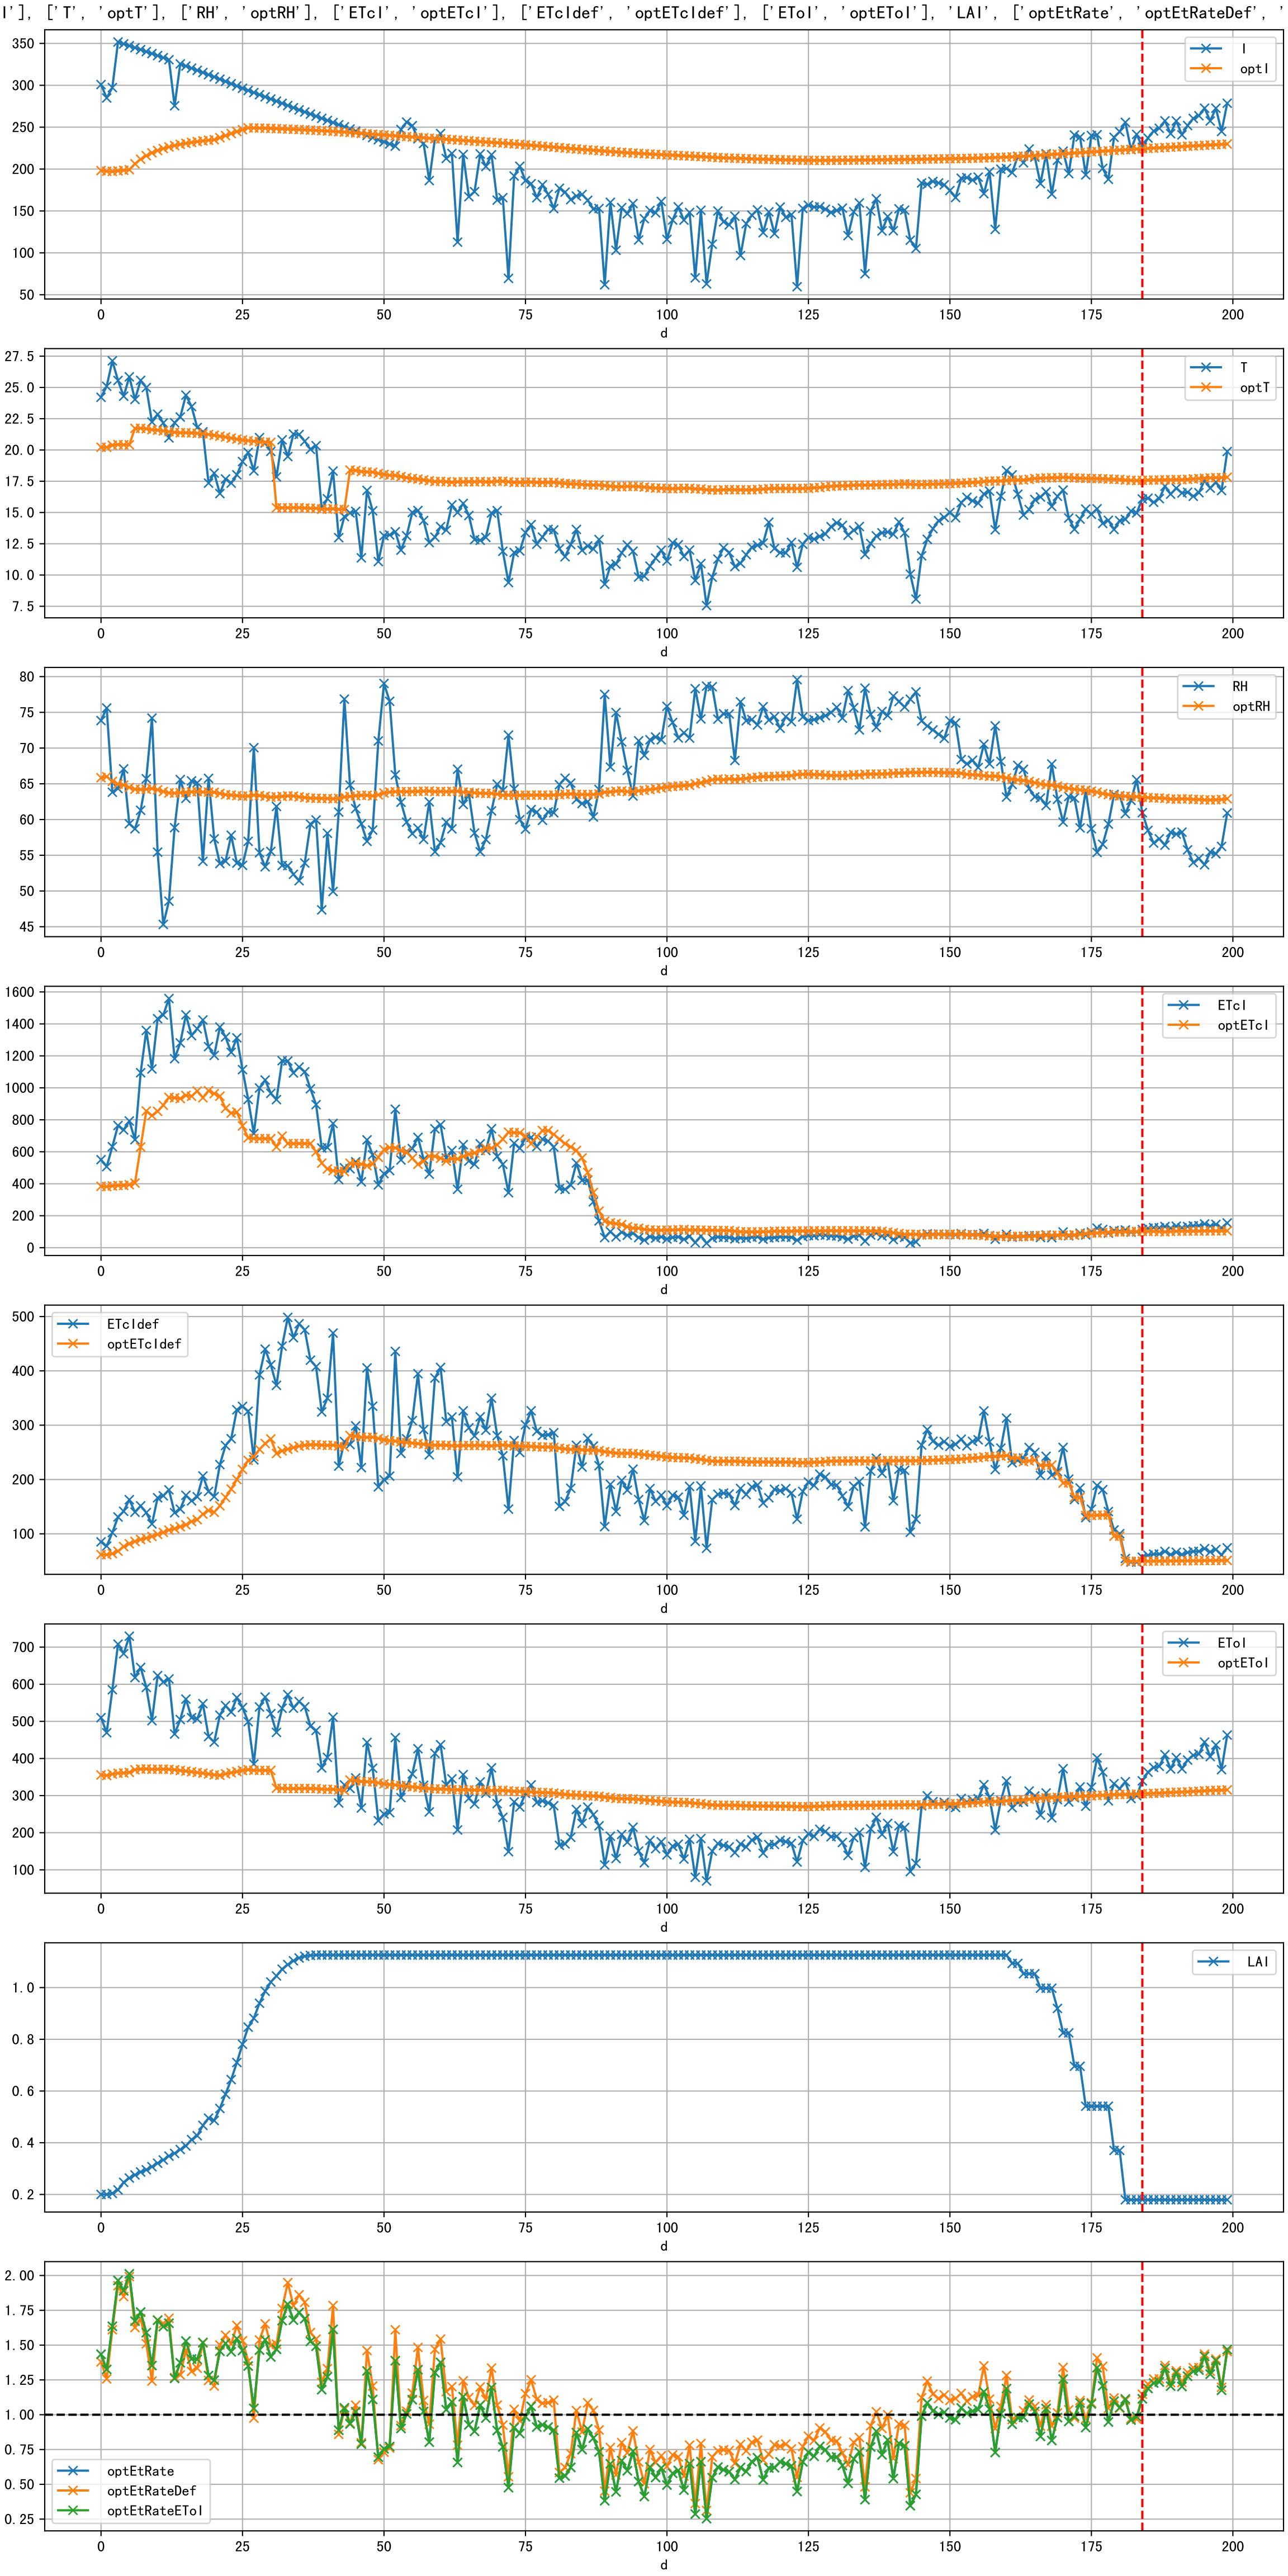 I'], ['T', 'optT'], ['RH', 'optRH'], ['ETcI', 'optETcI'], ['ETcIdef', 'optETcIdef'], ['EToI', 'optEToI'], 'LAI', ['optEtRate', 'optEtRateDef', '
350
300
250
200
150
100
50
I
optI
0 25 50 75 100 125 150 175 200
d
27.5
25.0
22.5
20.0
17.5
15.0
12.5
10.0
7.5
T
optT
0 25 50 75 100 125 150 175 200
d
80
75
70
65
60
55
50
45
RH
optRH
0 25 50 75 100 125 150 175 200
d
1600
1400
1200
1000
800
600
400
200
0
ETcI
optETcI
0 25 50 75 100 125 150 175 200
d
500
400
300
200
100
ETcIdef
optETcIdef
0 25 50 75 100 125 150 175 200
d
700
600
500
400
300
200
100
EToI
optEToI
0 25 50 75 100 125 150 175 200
d
1.0
0.8
0.6
0.4
0.2
LAI
0 25 50 75 100 125 150 175 200
d
2.00
1.75
1.50
1.25
1.00
0.75
0.50
0.25
optEtRate
optEtRateDef
optEtRateEToI
0 25 50 75 100 125 150 175 200
d